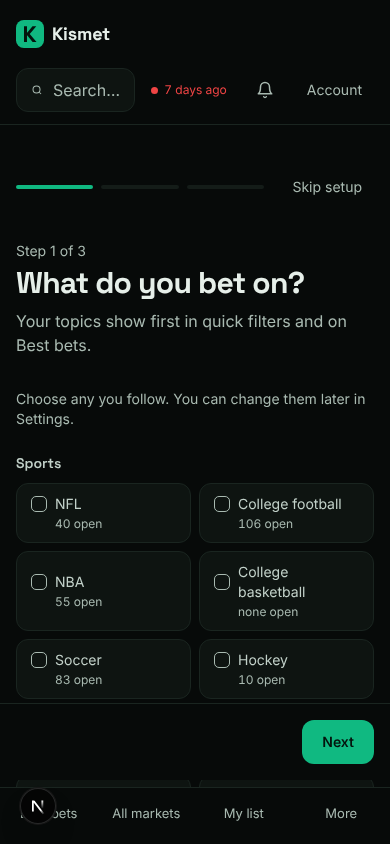 K Kismet
Search...
7 days ago
Account
Skip setup
Step 1 of 3
What do you bet on?
Your topics show first in quick filters and on
Best bets.
Choose any you follow. You can change them later in
Settings.
Sports
NFL
40 open
College football
106 open
NBA
55 open
College
basketball
none open
Soccer
83 open
Hockey
10 open
Next
N
bets
All markets
My list
More